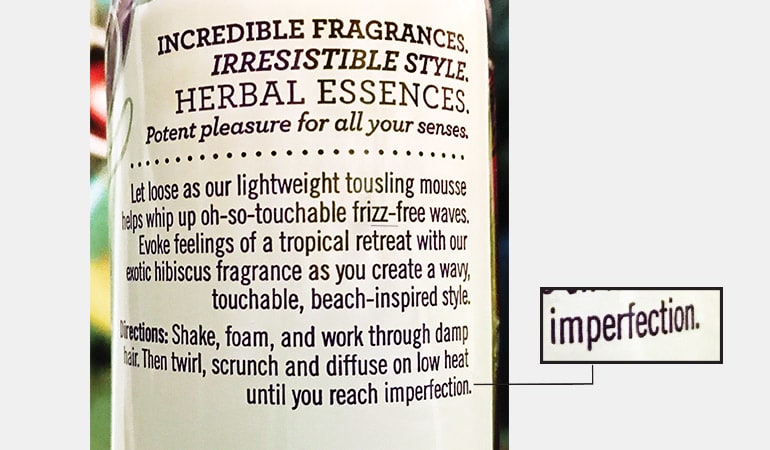 INCREDIBLE FRAGRANCES.
IRRESISTIBLE STYLE.
HERBAL ESSENCES.
Potent pleasure for all your senses.
Let loose as our lightweight tousling mousse
helps whip up oh-so-touchable frizz-free waves.
Evoke feelings of a tropical retreat with our
exotic hibiscus fragrance as you create a wavy,
touchable, beach-inspired style.
Directions: Shake, foam, and work through damp
hair. Then twirl, scrunch and diffuse on low heat
until you reach imperfection.
imperfection.